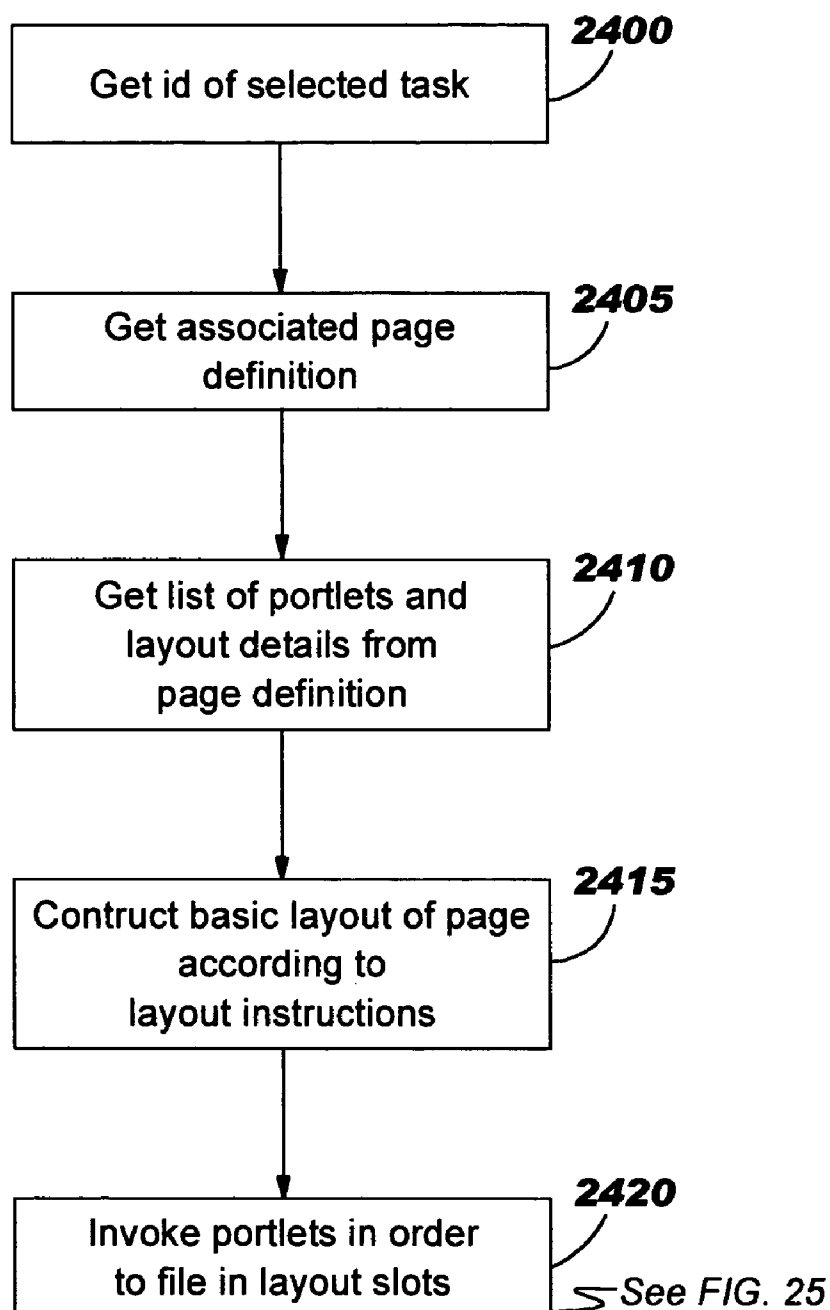 2400
Get id of selected task
2405
Get associated page
definition
2410
Get list of portlets and
layout details from
page definition
2415
Contruct basic layout of page
according to
layout instructions
2420
Invoke portlets in order
to file in layout slots
See FIG. 25